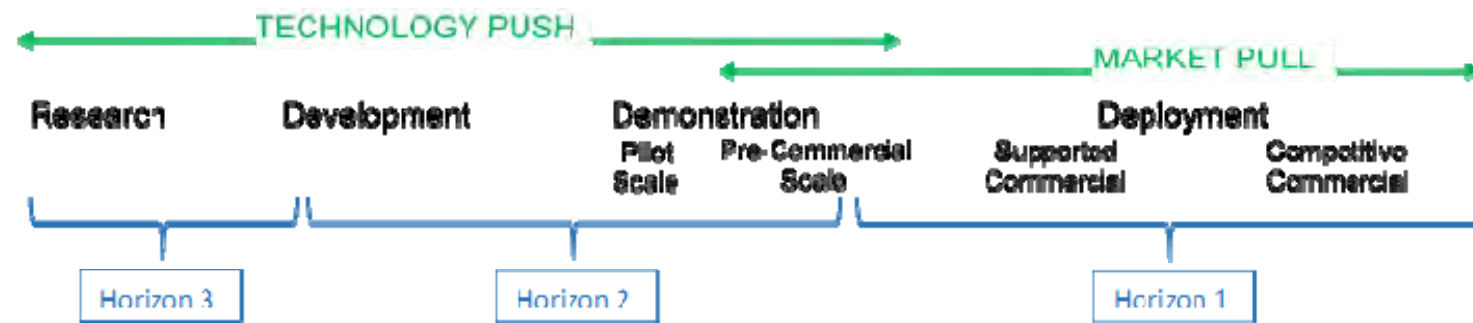 TECHNOLOGY PUSH
MARKET PULL
Research Development Demonstration Deployment
Pilot Pre-Commercial Supported Competitive
Scale Scale Commercial Commercial
Horizon 3 Horizon 2 Horizon 1